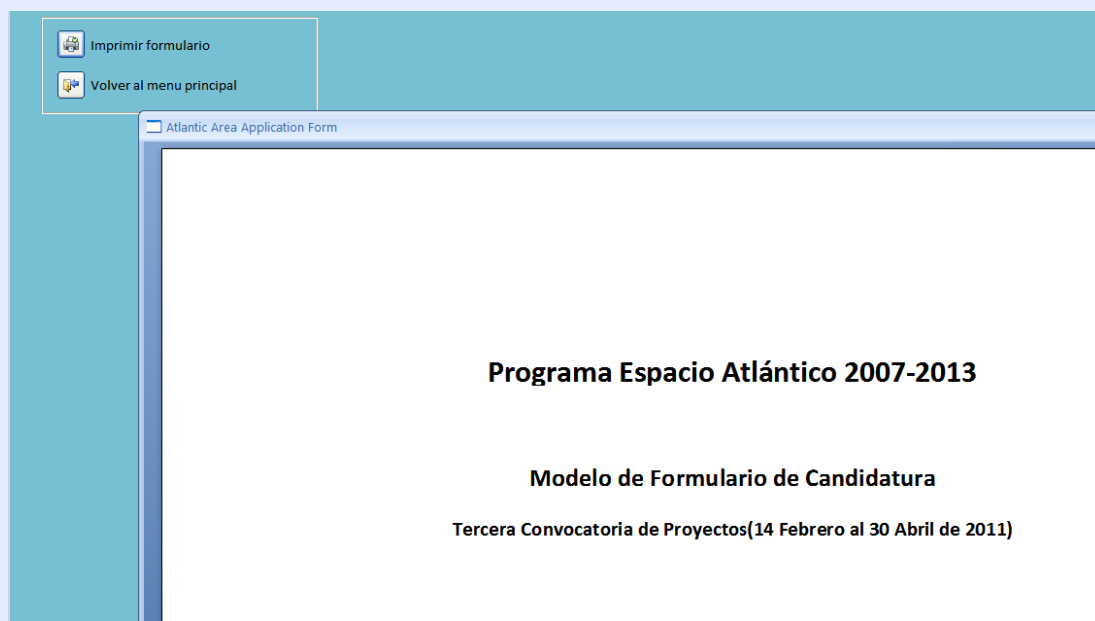 Imprimir formulario
Volver al menu principal
Atlantic Area Application Form
Programa Espacio Atlántico 2007-2013
Modelo de Formulario de Candidatura
Tercera Convocatoria de Proyectos(14 Febrero al 30 Abril de 2011)